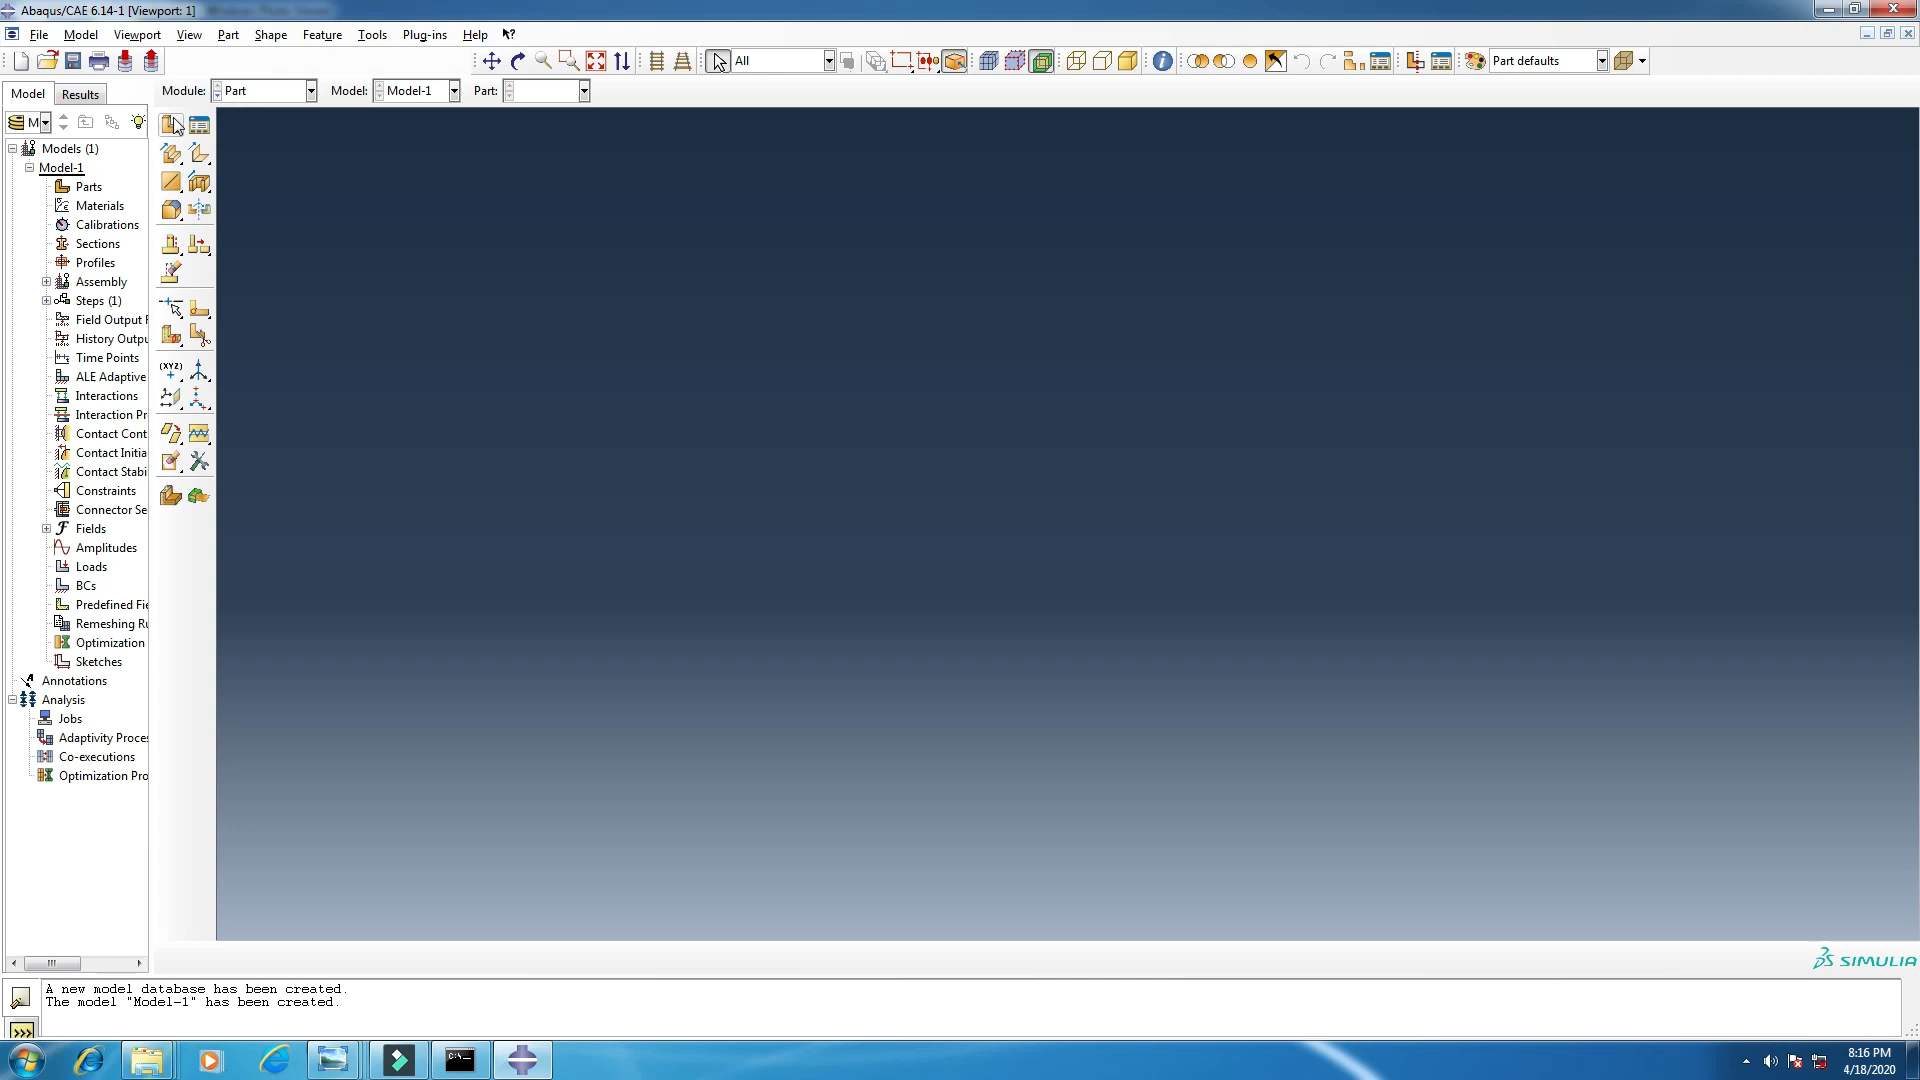 Abaqus/CAE 6.14-1 [Viewport: 1]
File Model Viewport View Part Shape Feature Tools Plug-ins Help
All
Part defaults
Model Results
Module: Part Model: Model-1 Part:
M
Models (1)
Model-1
Parts
Materials
Calibrations
Sections
Profiles
Assembly
Steps (1)
Field Output F
History Outpu
Time Points
ALE Adaptive
Interactions
Interaction Pr
Contact Cont
Contact Initia
Contact Stabi
Constraints
Connector Se
Fields
Amplitudes
Loads
BCs
Predefined Fie
Remeshing Ru
Optimization
Sketches
Annotations
Analysis
Jobs
Adaptivity Proces
Co-executions
Optimization Pro
(XYZ)
SIMULIA
A new model database has been created.
The model "Model-1" has been created.
>>>
C:\_
8:16 PM
4/18/2020